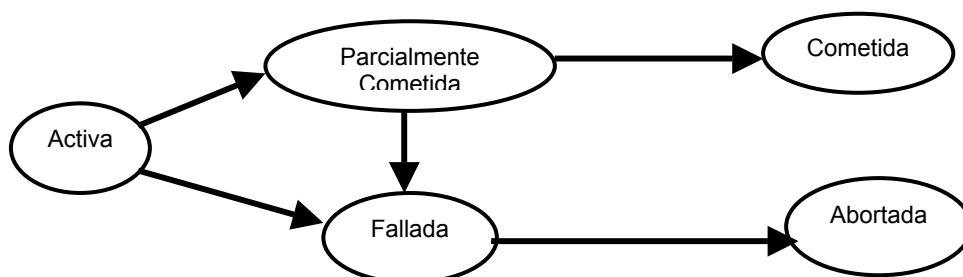 Parcialmente
Cometida
Cometida
Activa
Fallada
Abortada